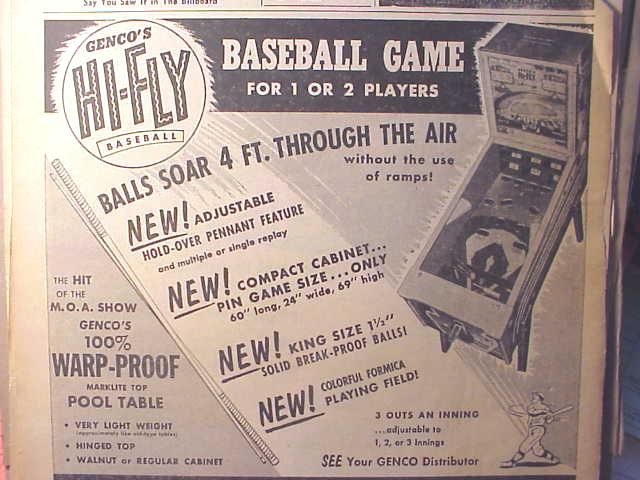 Say You Saw It in The Billboard
GENCO'S
HI-FLY
BASEBALL
BASEBALL GAME
FOR 1 OR 2 PLAYERS
BALLS SOAR 4 FT. THROUGH THE AIR
without the use
of ramps!
NEW! ADJUSTABLE
HOLD-OVER PENNANT FEATURE
and multiple or single replay
NEW! COMPACT CABINET...
PIN GAME SIZE...ONLY
60" long, 24" wide, 69" high
NEW! KING SIZE 1½"
SOLID BREAK-PROOF BALLS!
NEW! COLORFUL FORMICA
PLAYING FIELD!
THE HIT
OF THE
M.O.A. SHOW
GENCO'S
100%
WARP-PROOF
MARKLITE TOP
POOL TABLE
• VERY LIGHT WEIGHT
(approximately like old-type tables)
• HINGED TOP
• WALNUT or REGULAR CABINET
3 OUTS AN INNING
...adjustable to
1, 2, or 3 Innings
SEE Your GENCO Distributor